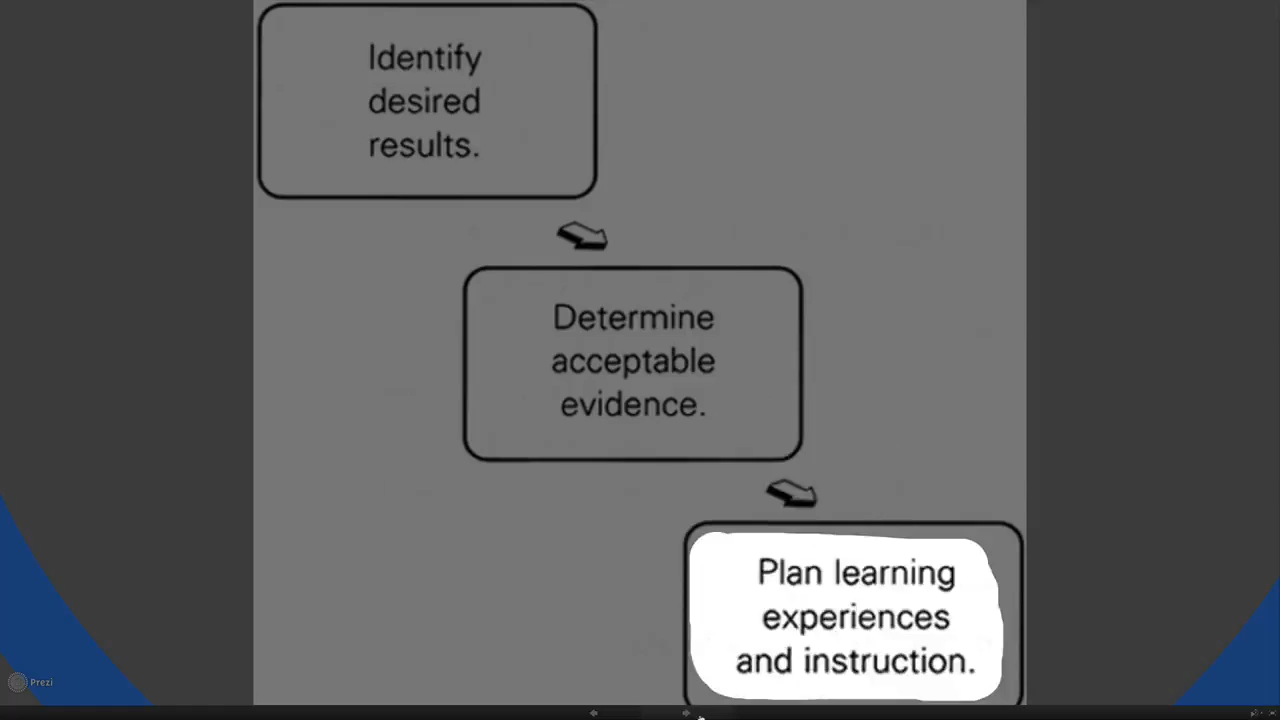 Identify
desired
results.
Determine
acceptable
evidence.
Plan learning
experiences
and instruction.
Prezi